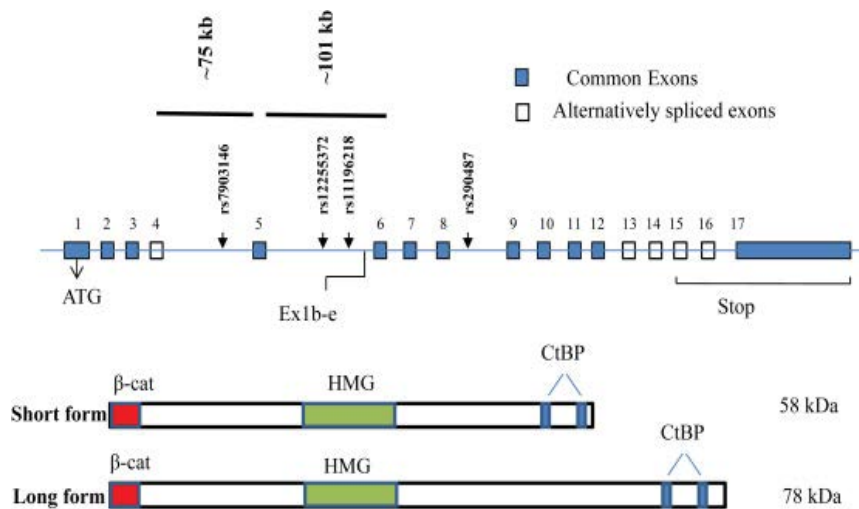 ~75 kb
~101 kb
Common Exons
Alternatively spliced exons
rs7903146
rs12255372
rs11196218
rs290487
1 2 3 4 5 6 7 8 9 10 11 12 13 14 15 16 17
ATG
Ex1b-e
Stop
β-cat HMG CtBP
Short form 58 kDa
β-cat HMG CtBP
Long form 78 kDa